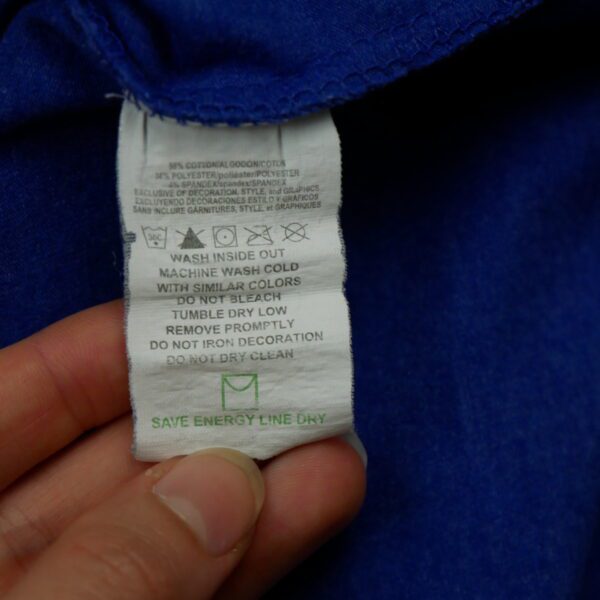 COTTON/ALGODON/COTON
POLYESTER/poliéster/POLYESTER
SPANDEX/spandex/SPANDEX
EXCLUSIVE OF DECORATION, STYLE, and GRAPHICS
EXCLUYENDO DECORACIONES ESTILO Y GRAFICOS
SANS INCLURE GARNITURES, STYLE, et GRAPHIQUES
30C
WASH INSIDE OUT
MACHINE WASH COLD
WITH SIMILAR COLORS
DO NOT BLEACH
TUMBLE DRY LOW
REMOVE PROMPTLY
DO NOT IRON DECORATION
DO NOT DRY CLEAN
SAVE ENERGY LINE DRY